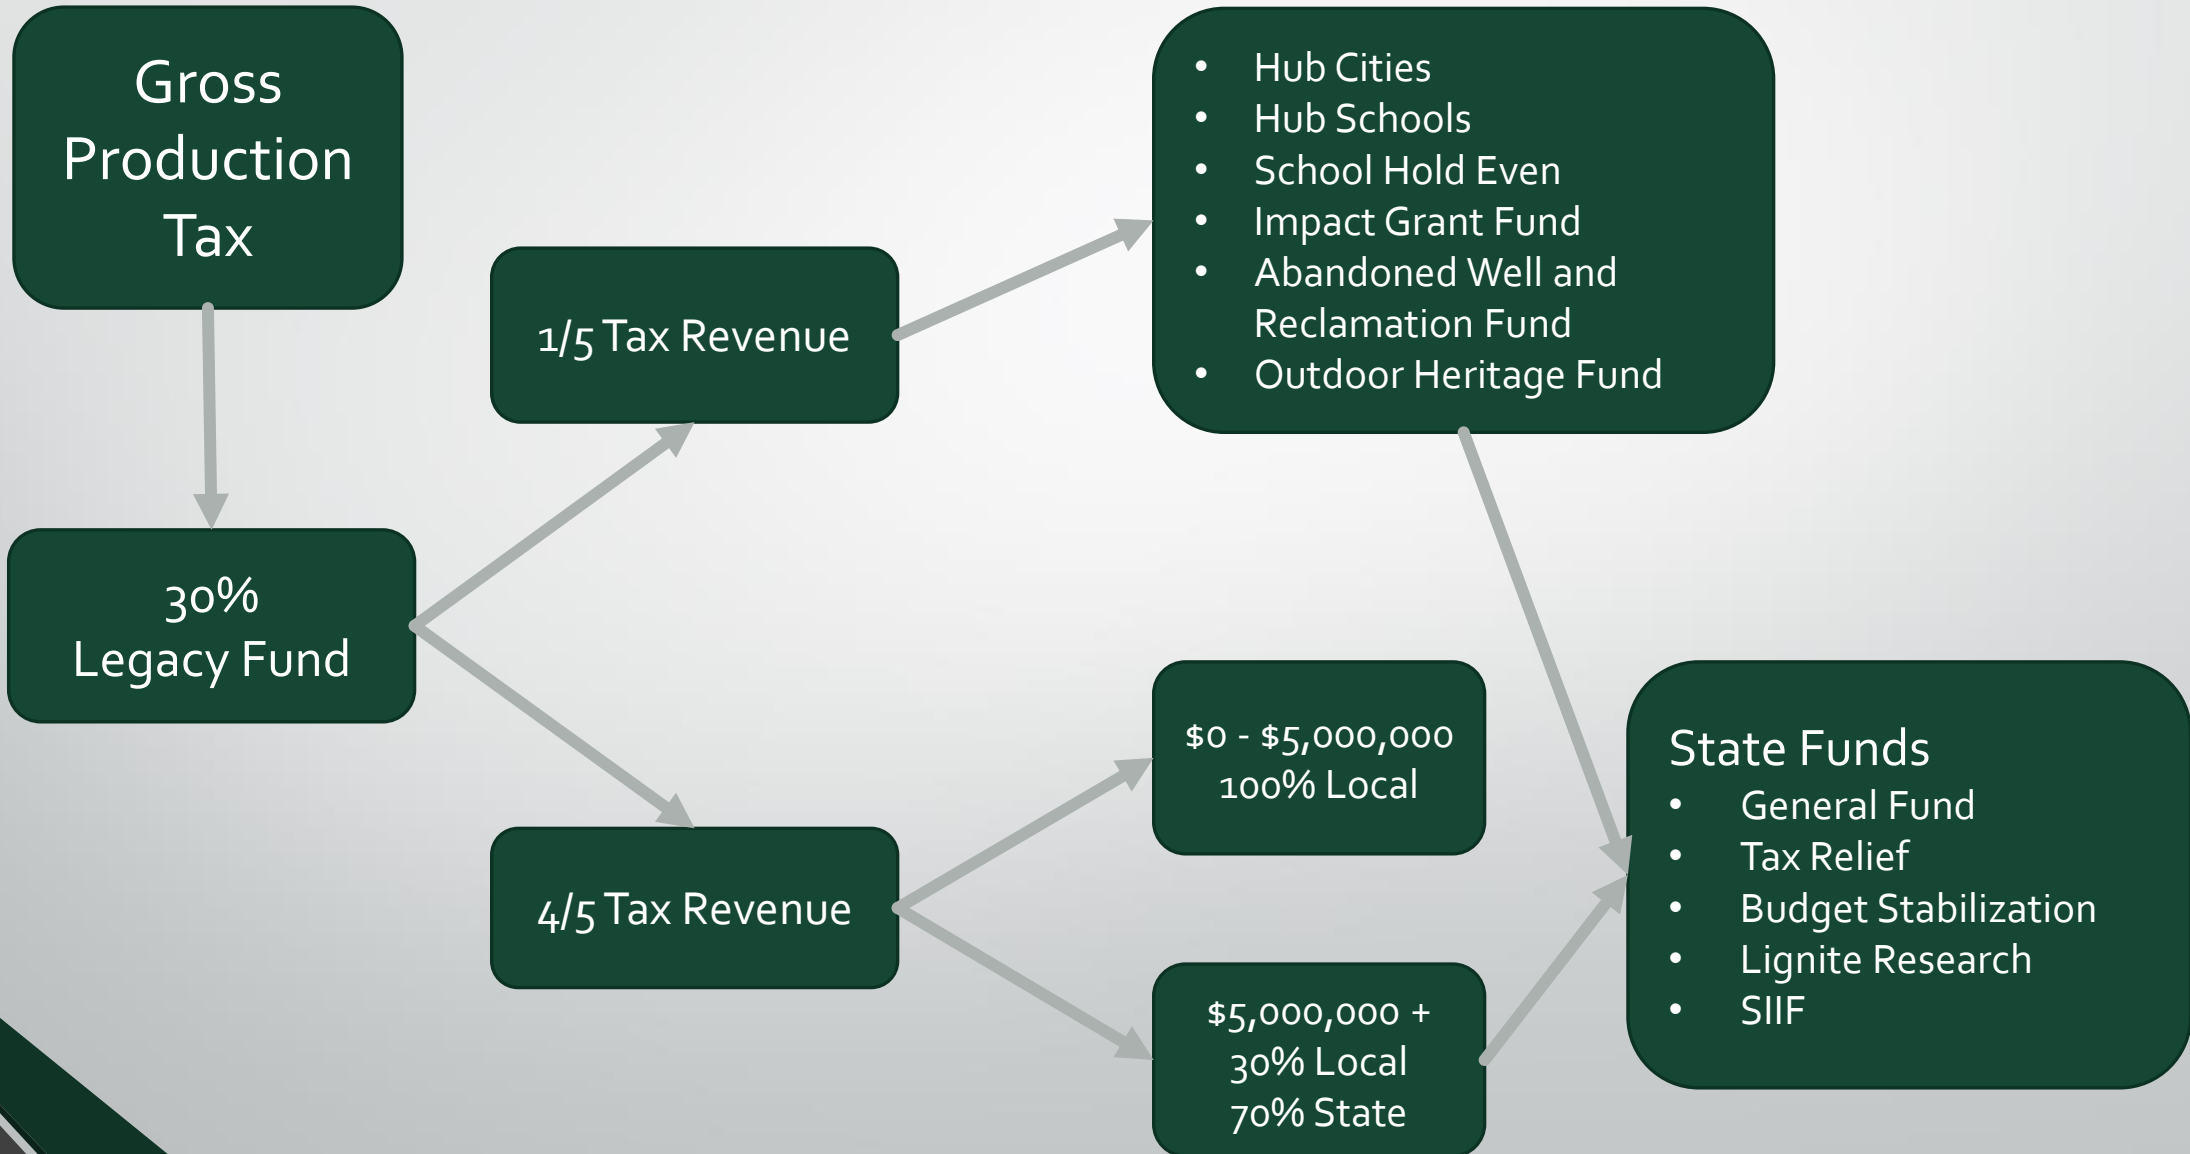 Gross
Production
Tax
30%
Legacy Fund
1/5 Tax Revenue
4/5 Tax Revenue
• Hub Cities
• Hub Schools
• School Hold Even
• Impact Grant Fund
• Abandoned Well and
Reclamation Fund
• Outdoor Heritage Fund
$0 - $5,000,000
100% Local
$5,000,000 +
30% Local
70% State
State Funds
• General Fund
• Tax Relief
• Budget Stabilization
• Lignite Research
• SIIF